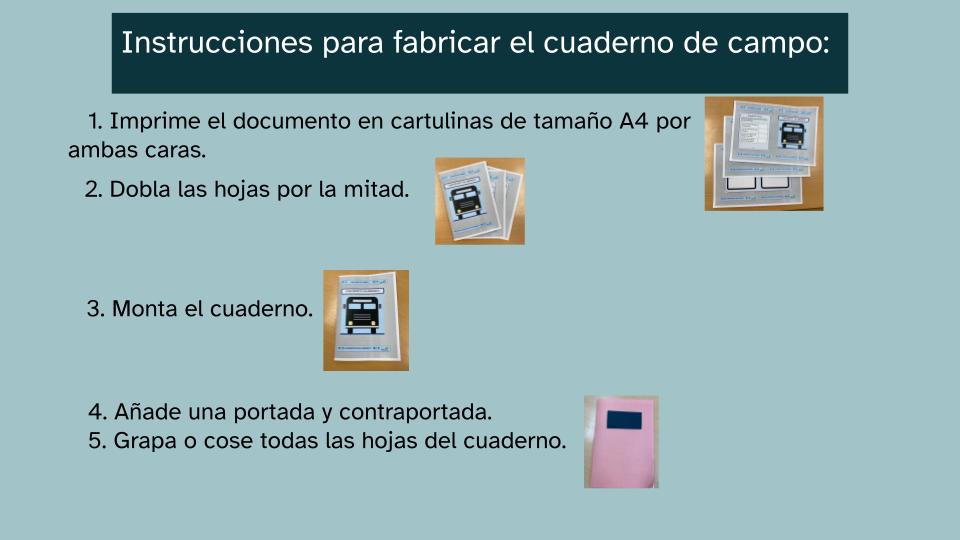 Instrucciones para fabricar el cuaderno de campo:
1. Imprime el documento en cartulinas de tamaño A4 por
ambas caras.
2. Dobla las hojas por la mitad.
3. Monta el cuaderno.
4. Añade una portada y contraportada.
5. Grapa o cose todas las hojas del cuaderno.